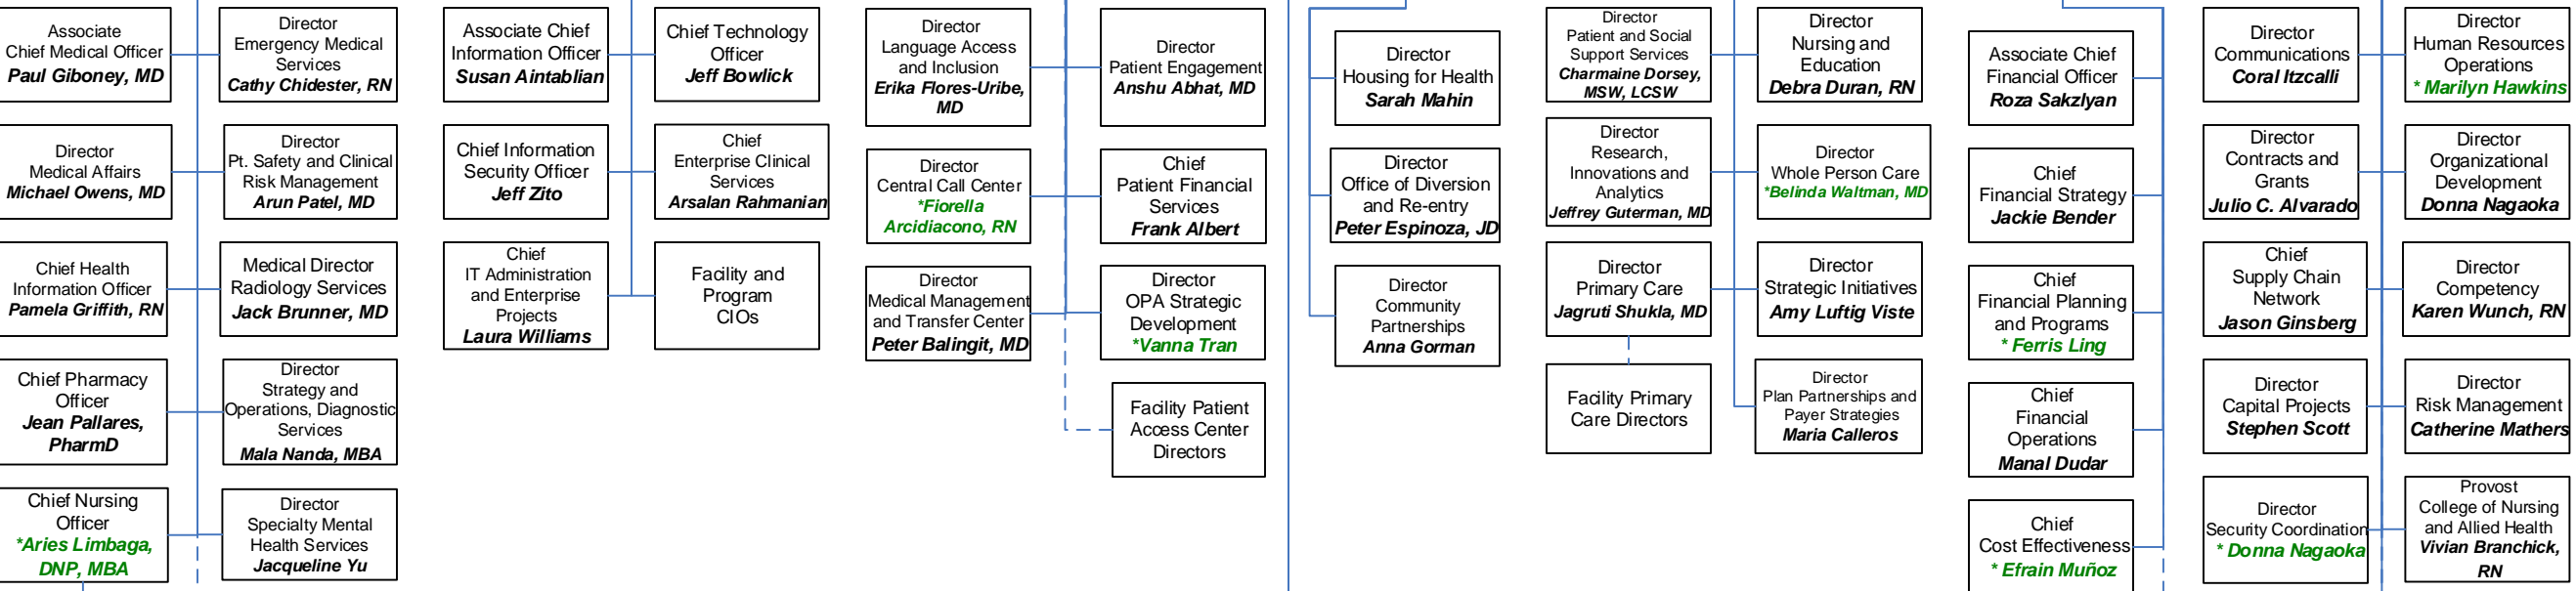 Associate
Chief Medical Officer
Paul Giboney, MD
Director
Medical Affairs
Michael Owens, MD
Chief Health
Information Officer
Pamela Griffith, RN
Chief Pharmacy
Officer
Jean Pallares,
PharmD
Chief Nursing
Officer
*Aries Limbaga,
DNP, MBA
Director
Emergency Medical
Services
Cathy Chidester, RN
Director
Pt. Safety and Clinical
Risk Management
Arun Patel, MD
Medical Director
Radiology Services
Jack Brunner, MD
Director
Strategy and
Operations, Diagnostic
Services
Mala Nanda, MBA
Director
Specialty Mental
Health Services
Jacqueline Yu
Associate Chief
Information Officer
Susan Aintablian
Chief Information
Security Officer
Jeff Zito
Chief
IT Administration
and Enterprise
Projects
Laura Williams
Chief Technology
Officer
Jeff Bowlick
Chief
Enterprise Clinical
Services
Arsalan Rahmanian
Facility and
Program
CIOs
Director
Language Access
and Inclusion
Erika Flores-Uribe,
MD
Director
Central Call Center
*Fiorella
Arcidiacono, RN
Director
Medical Management
and Transfer Center
Peter Balingit, MD
Director
Patient Engagement
Anshu Abhat, MD
Chief
Patient Financial
Services
Frank Albert
Director
OPA Strategic
Development
*Vanna Tran
Facility Patient
Access Center
Directors
Director
Housing for Health
Sarah Mahin
Director
Office of Diversion
and Re-entry
Peter Espinoza, JD
Director
Community
Partnerships
Anna Gorman
Director
Patient and Social
Support Services
Charmaine Dorsey,
MSW, LCSW
Director
Research,
Innovations and
Analytics
Jeffrey Guterman, MD
Director
Primary Care
Jagruti Shukla, MD
Facility Primary
Care Directors
Director
Nursing and
Education
Debra Duran, RN
Director
Whole Person Care
*Belinda Waltman, MD
Director
Strategic Initiatives
Amy Luftig Viste
Director
Plan Partnerships and
Payer Strategies
Maria Calleros
Associate Chief
Financial Officer
Roza Sakzlyan
Chief
Financial Strategy
Jackie Bender
Chief
Financial Planning
and Programs
* Ferris Ling
Chief
Financial
Operations
Manal Dudar
Chief
Cost Effectiveness
* Efrain Muñoz
Director
Communications
Coral Itzcalli
Director
Contracts and
Grants
Julio C. Alvarado
Chief
Supply Chain
Network
Jason Ginsberg
Director
Capital Projects
Stephen Scott
Director
Security Coordination
* Donna Nagaoka
Director
Human Resources
Operations
* Marilyn Hawkins
Director
Organizational
Development
Donna Nagaoka
Director
Competency
Karen Wunch, RN
Director
Risk Management
Catherine Mathers
Provost
College of Nursing
and Allied Health
Vivian Branchick,
RN